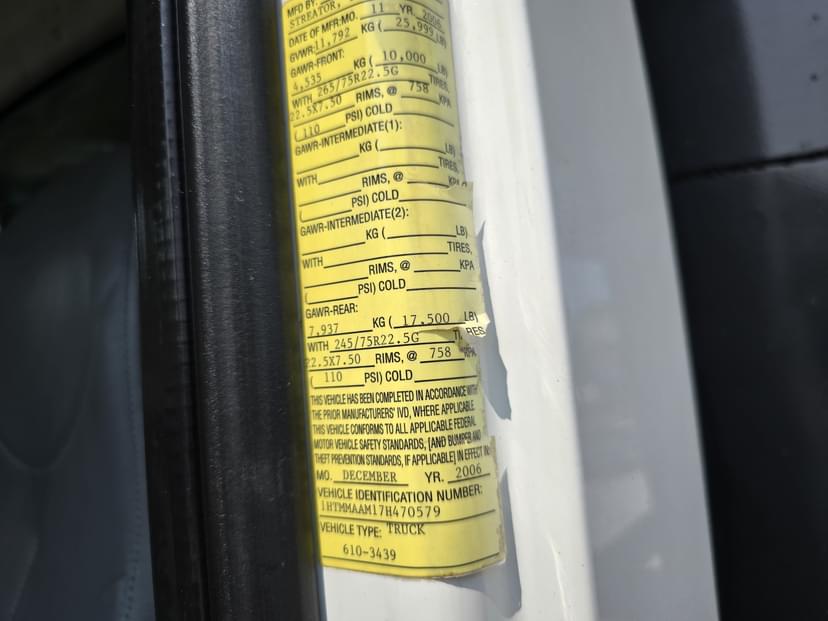 MFD BY:
STREATOR,
DATE OF MFR:MO. 11 YR. 2006
GVWR: 11,792 KG ( 25,999 LB)
GAWR-FRONT:
4,535 KG ( 10,000 LB)
WITH 265/75R22.5G TIRES,
22.5X7.50 RIMS, @ 758 KPA
( 110 PSI) COLD
GAWR-INTERMEDIATE(1):
KG ( LB)
WITH TIRES,
RIMS, @ KPA
( PSI) COLD
GAWR-INTERMEDIATE(2):
KG ( LB)
WITH TIRES,
RIMS, @ KPA
( PSI) COLD
GAWR-REAR:
7,937 KG ( 17,500 LB)
WITH 245/75R22.5G TIRES
22.5X7.50 RIMS, @ 758 KPA
( 110 PSI) COLD
THIS VEHICLE HAS BEEN COMPLETED IN ACCORDANCE WITH
THE PRIOR MANUFACTURERS' IVD, WHERE APPLICABLE
THIS VEHICLE CONFORMS TO ALL APPLICABLE FEDERAL
MOTOR VEHICLE SAFETY STANDARDS, [AND BUMPER AND
THEFT PREVENTION STANDARDS, IF APPLICABLE] IN EFFECT IN
MO. DECEMBER YR. 2006
VEHICLE IDENTIFICATION NUMBER:
1HTMMAAM17H470579
VEHICLE TYPE: TRUCK
610-3439